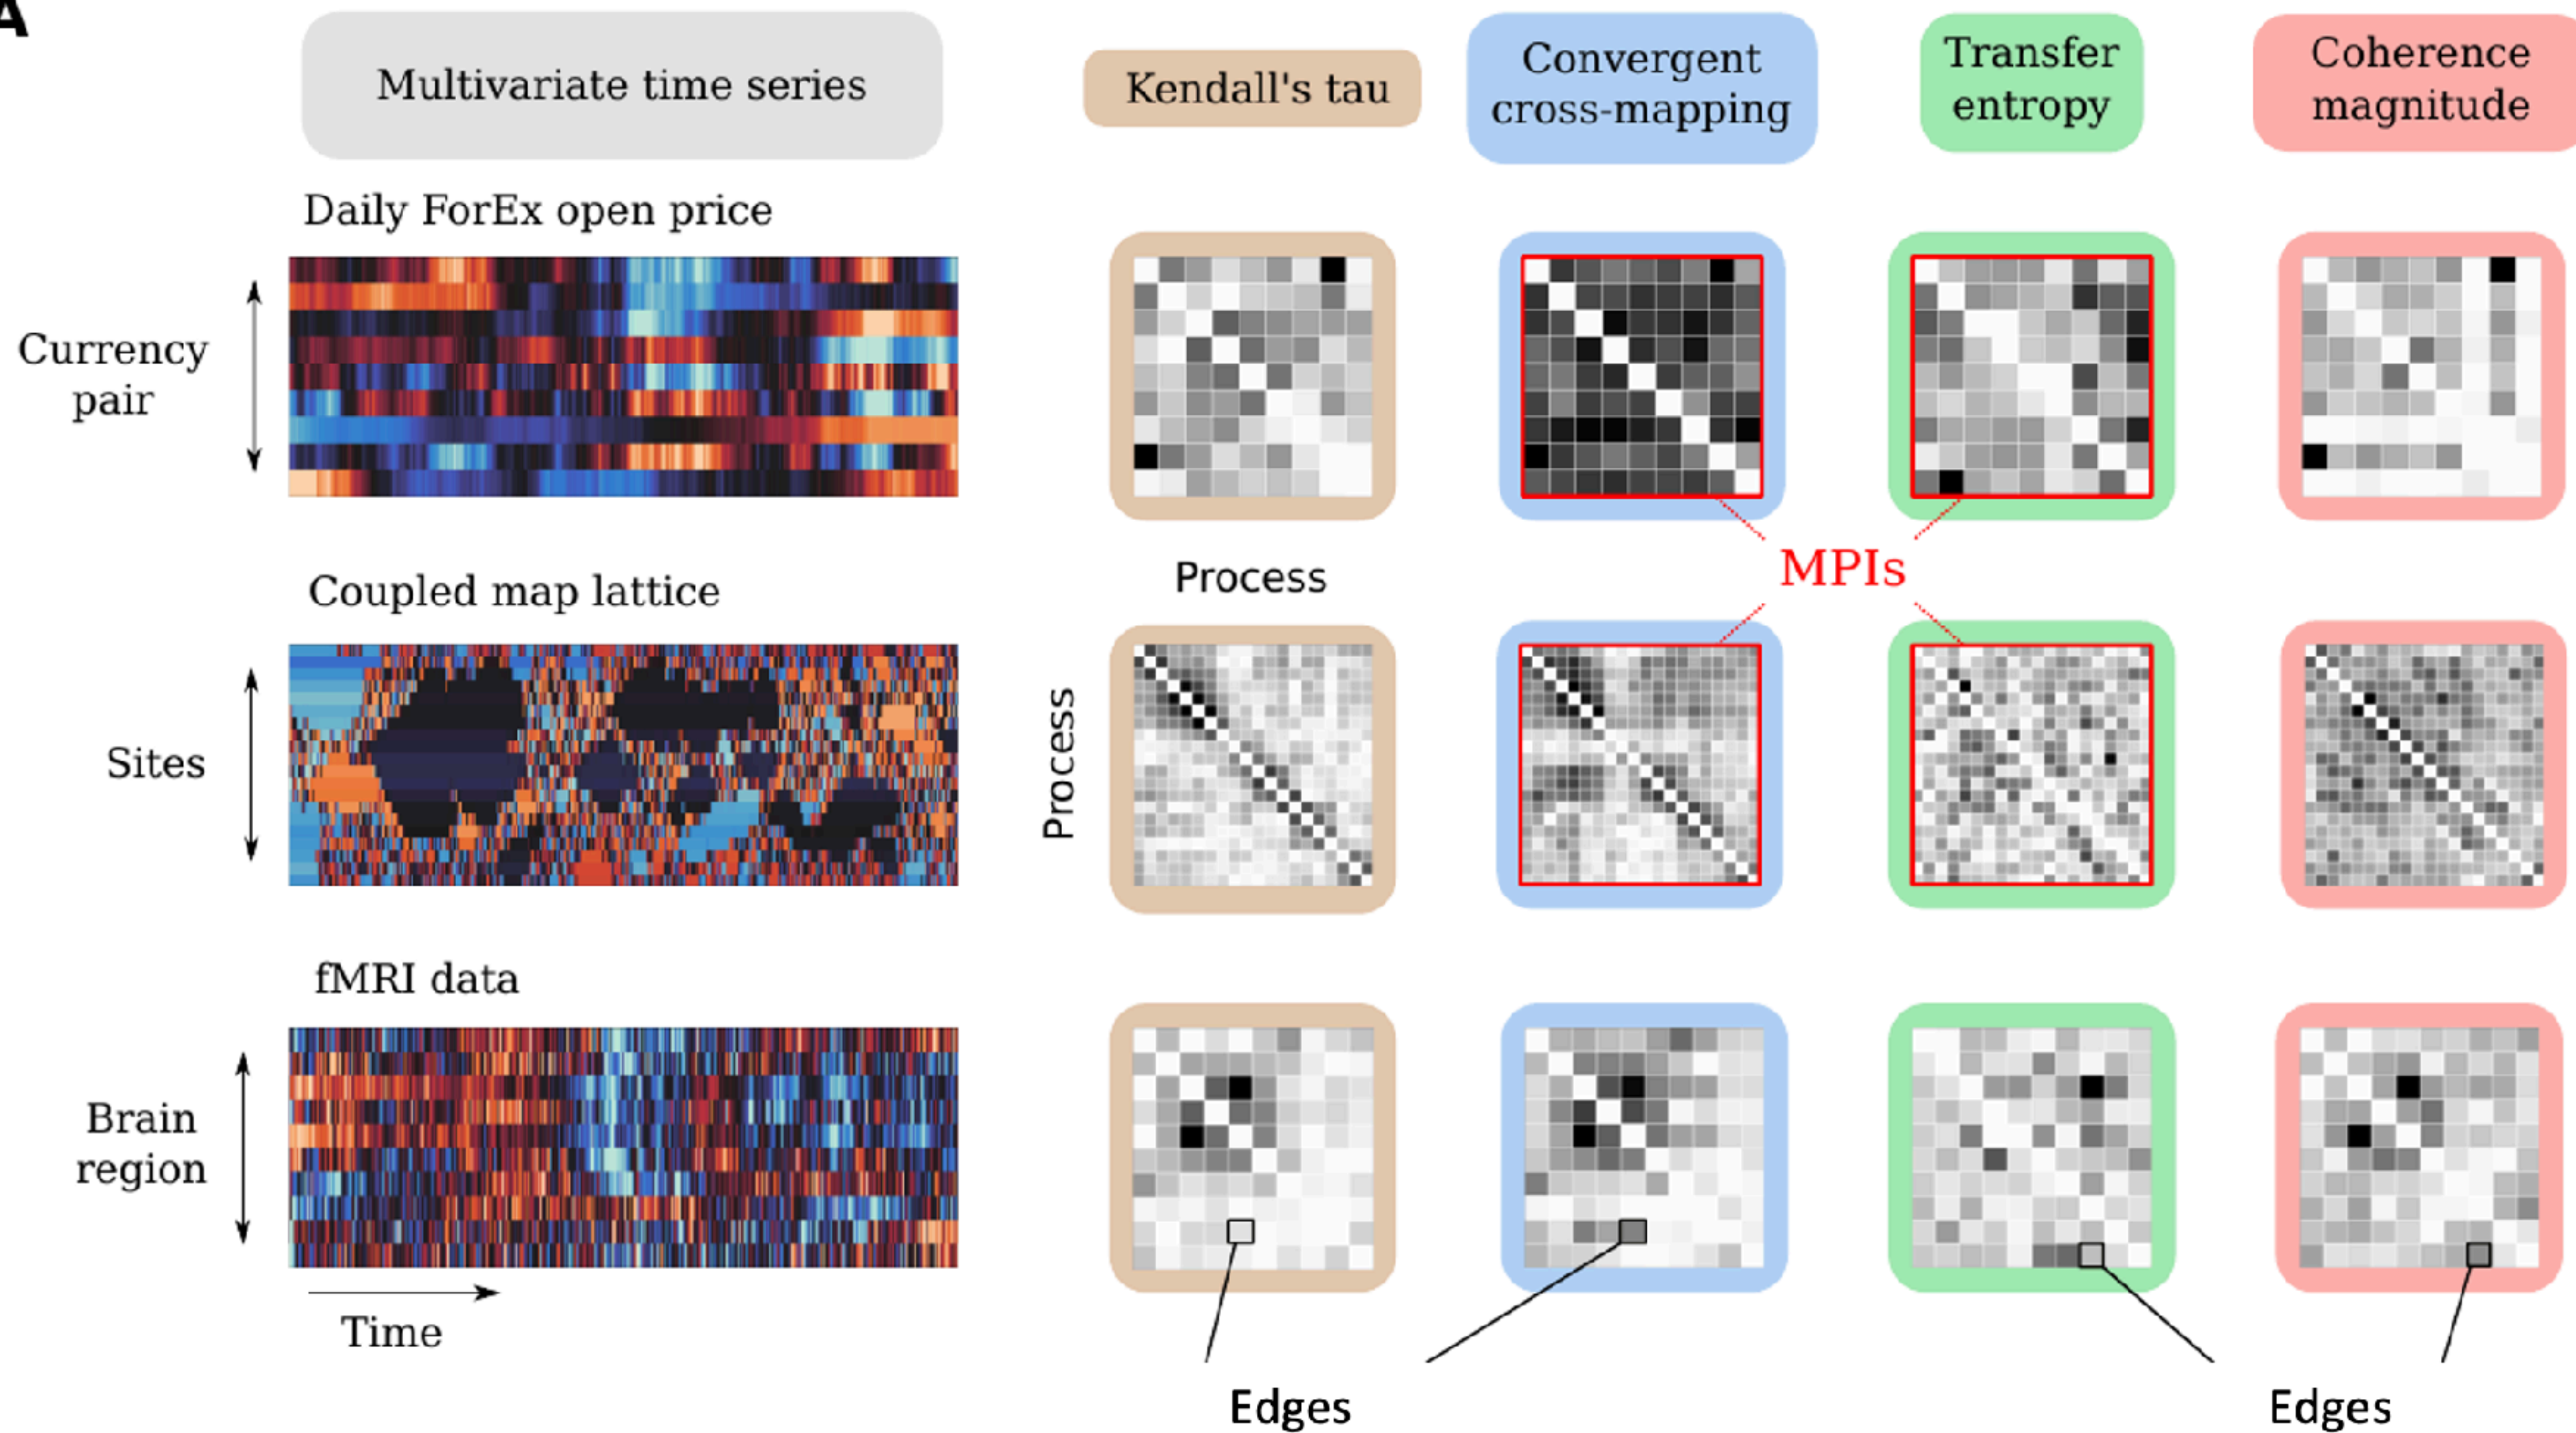 A
Multivariate time series
Kendall's tau
Convergent
cross-mapping
Transfer
entropy
Coherence
magnitude
Daily ForEx open price
Currency
pair
MPIs
Process
Coupled map lattice
Process
Sites
fMRI data
Brain
region
Time
Edges
Edges